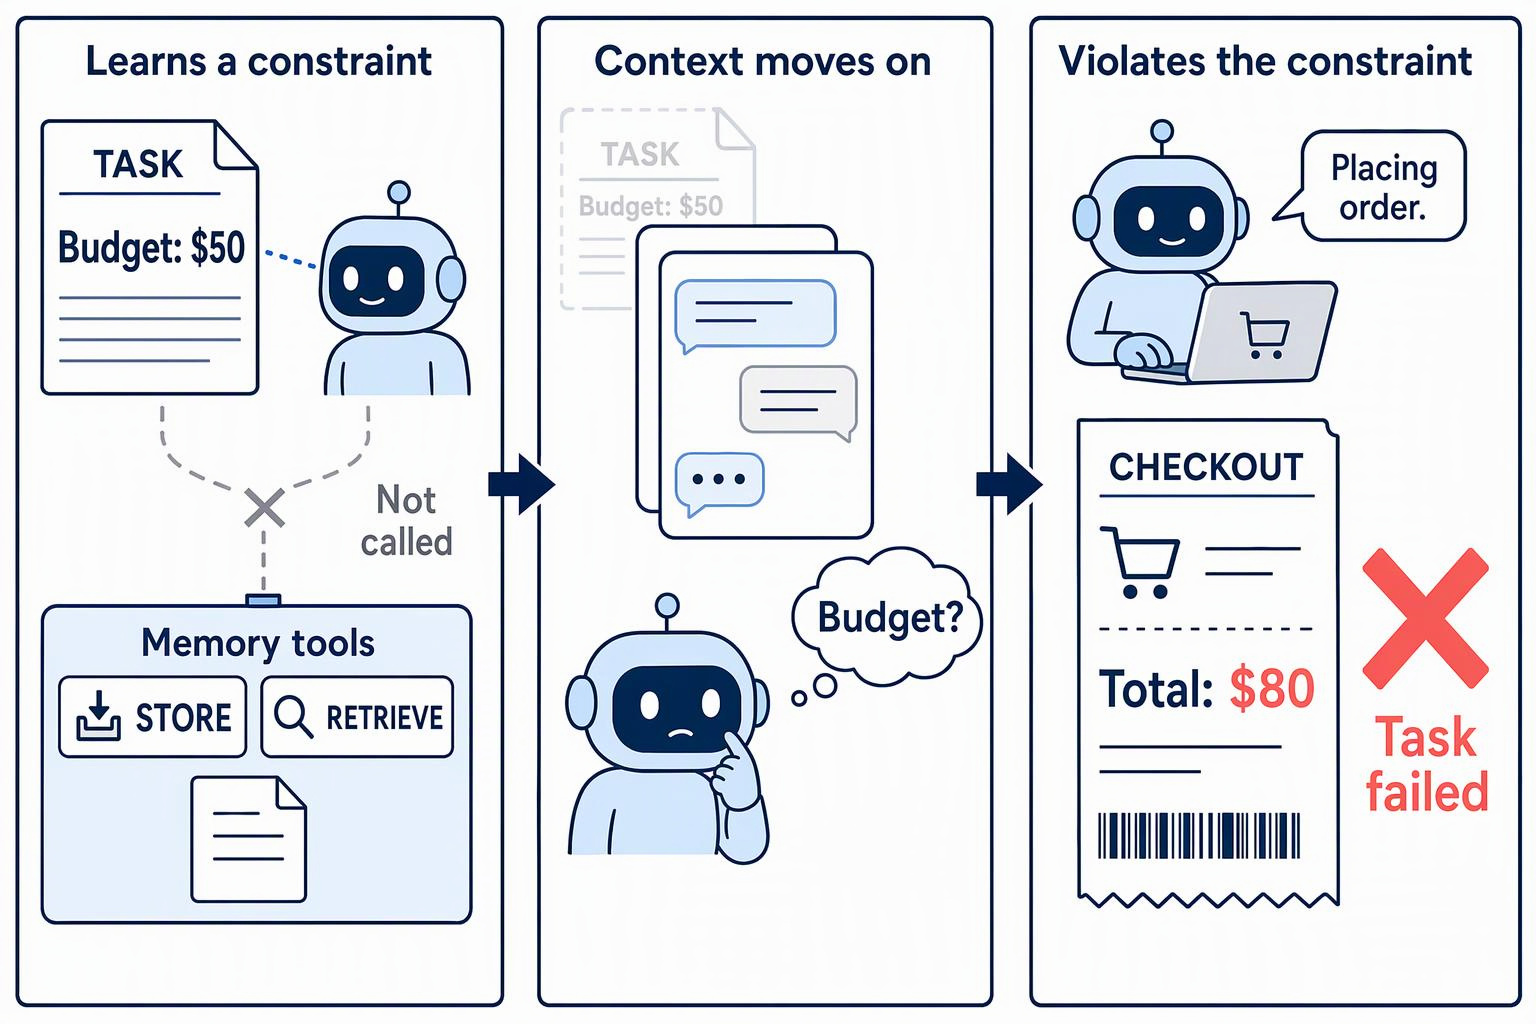 Learns a constraint
TASK
Budget: $50
Not
called
Memory tools
STORE
RETRIEVE
Context moves on
TASK
Budget: $50
Budget?
Violates the constraint
Placing
order.
CHECKOUT
Total: $80
Task
failed